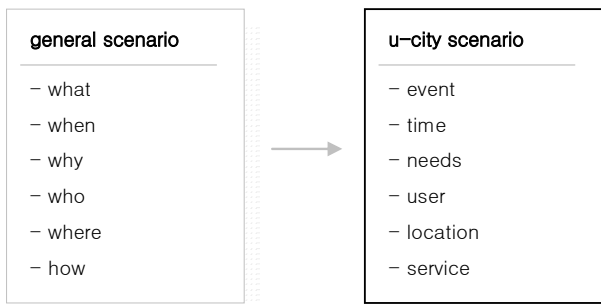 general scenario
- what
- when
- why
- who
- where
- how
u-city scenario
- event
- time
- needs
- user
- location
- service